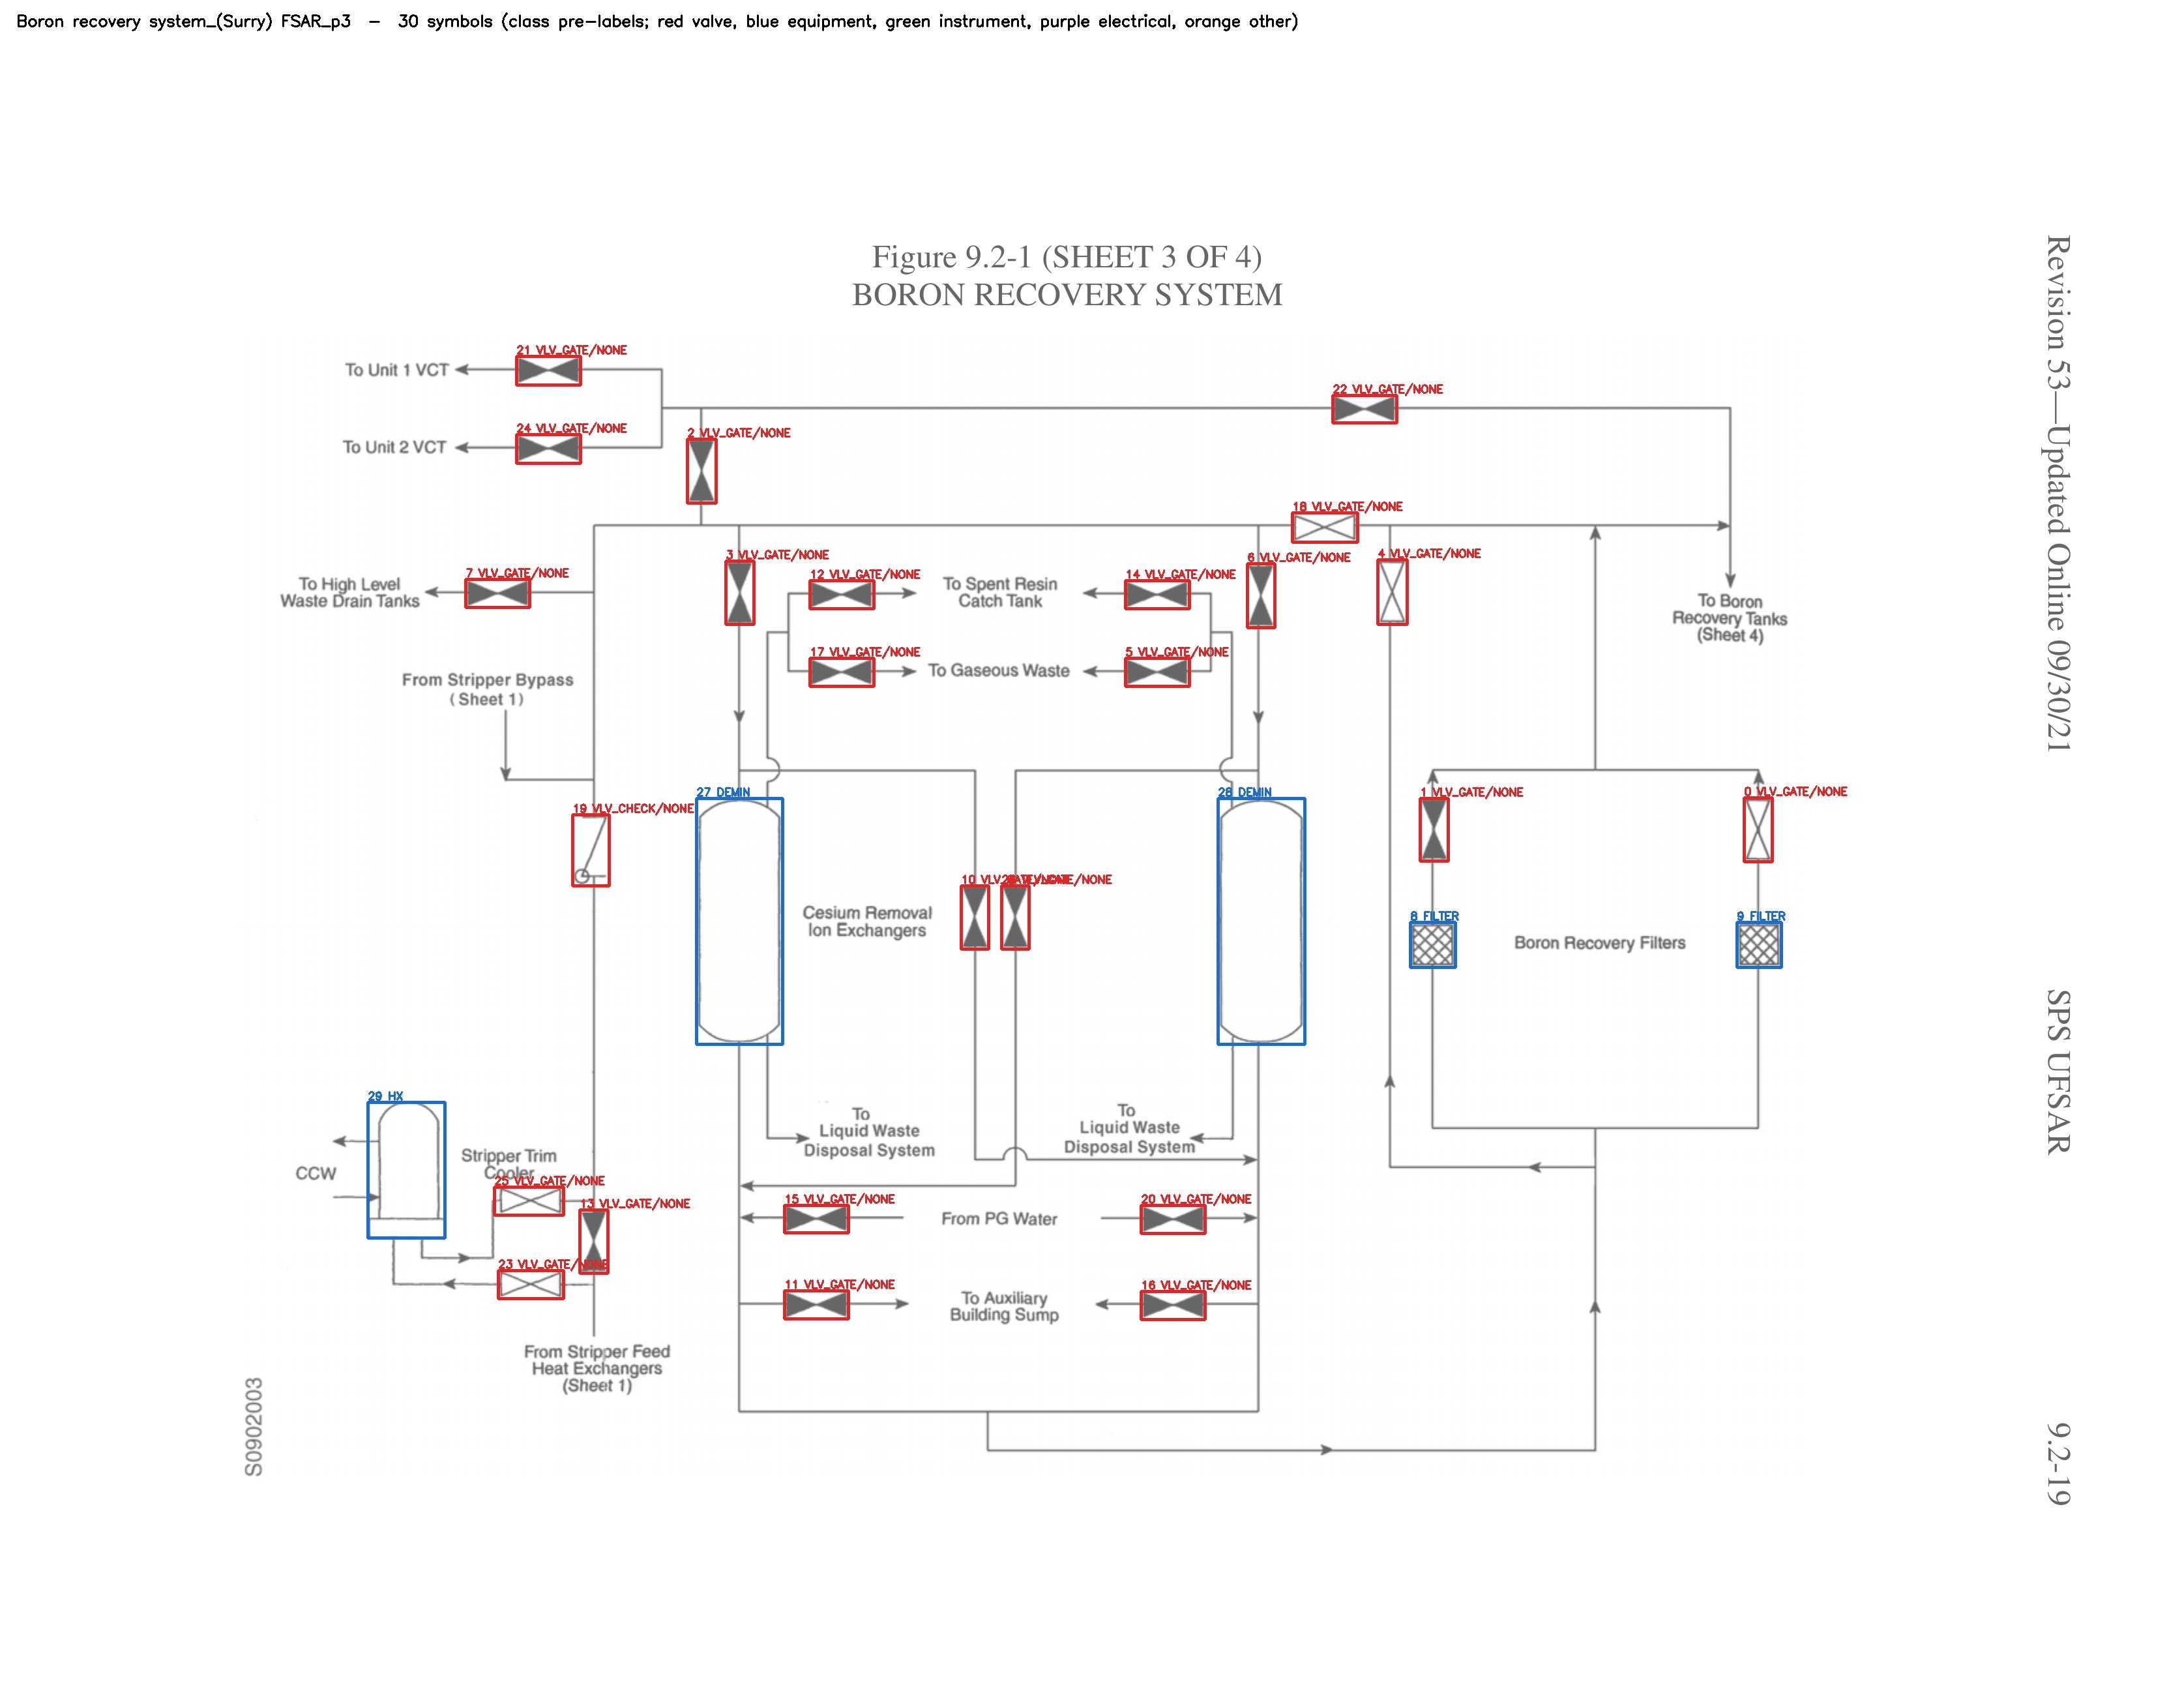 Boron recovery system_(Surry) FSAR_p3 - 30 symbols (class pre-labels; red valve, blue equipment, green instrument, purple electrical, orange other)
Figure 9.2-1 (SHEET 3 OF 4)
BORON RECOVERY SYSTEM
21 VLV_GATE/NONE
To Unit 1 VCT
22 VLV_GATE/NONE
24 VLV_GATE/NONE
2 VLV_GATE/NONE
To Unit 2 VCT
18 VLV_GATE/NONE
3 VLV_GATE/NONE
6 VLV_GATE/NONE
4 VLV_GATE/NONE
7 VLV_GATE/NONE
12 VLV_GATE/NONE
14 VLV_GATE/NONE
To High Level
Waste Drain Tanks
To Spent Resin
Catch Tank
To Boron
Recovery Tanks
(Sheet 4)
17 VLV_GATE/NONE
5 VLV_GATE/NONE
To Gaseous Waste
From Stripper Bypass
(Sheet 1)
27 DEMIN
28 DEMIN
1 VLV_GATE/NONE
0 VLV_GATE/NONE
19 VLV_CHECK/NONE
10 VLV_GATE/NONE
VLV_GATE/NONE
Cesium Removal
Ion Exchangers
8 FILTER
9 FILTER
Boron Recovery Filters
29 HX
To
Liquid Waste
Disposal System
To
Liquid Waste
Disposal System
Stripper Trim
Cooler
CCW
25 VLV_GATE/NONE
13 VLV_GATE/NONE
15 VLV_GATE/NONE
20 VLV_GATE/NONE
From PG Water
23 VLV_GATE/NONE
11 VLV_GATE/NONE
16 VLV_GATE/NONE
To Auxiliary
Building Sump
From Stripper Feed
Heat Exchangers
(Sheet 1)
S0902003
Revision 53—Updated Online 09/30/21
SPS UFSAR
9.2-19